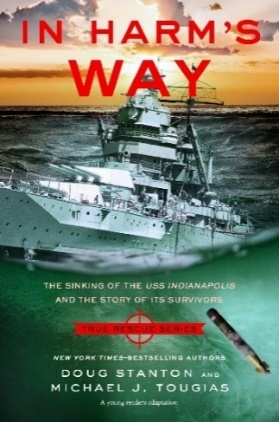 IN HARM'S
WAY
THE SINKING OF THE USS INDIANAPOLIS
AND THE STORY OF ITS SURVIVORS
TRUE RESCUE SERIES
NEW YORK TIMES–BESTSELLING AUTHORS
DOUG STANTON
AND
MICHAEL J. TOUGIAS
A young readers adaptation